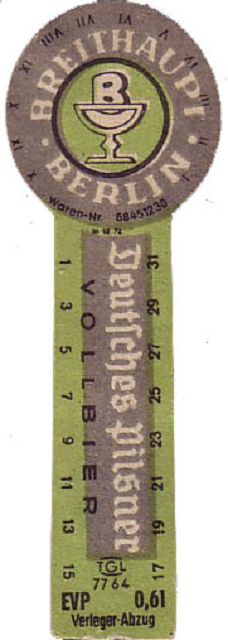 BREITHAUPT
B
· BERLIN ·
Waren-Nr. 68451230
Deutsches Pilsner
VOLLBIER
1 3 5 7 9 11 13 15
31 29 27 25 23 21 19 17
TGL
7764
EVP 0,61
Verleger-Abzug